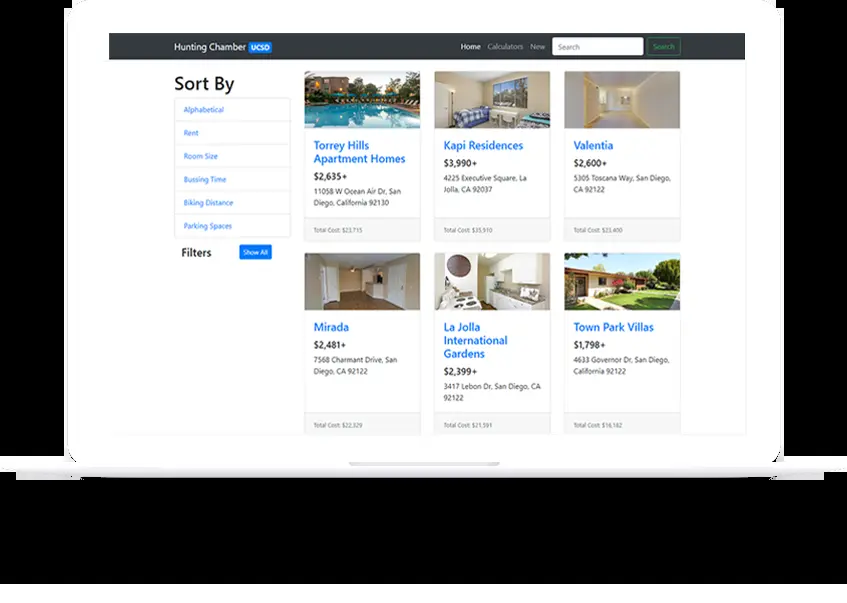 Hunting Chamber UCSD
Home Calculators New Search Search
Sort By
Alphabetical
Rent
Room Size
Bussing Time
Biking Distance
Parking Spaces
Filters Show All
Torrey Hills
Apartment Homes
$2,635+
11058 W Ocean Air Dr, San
Diego, California 92130
Total Cost: $23,715
Kapi Residences
$3,990+
4225 Executive Square, La
Jolla, CA 92037
Total Cost: $35,910
Valentia
$2,600+
5305 Toscana Way, San Diego,
CA 92122
Total Cost: $23,400
Mirada
$2,481+
7568 Charmant Drive, San
Diego, CA 92122
Total Cost: $22,329
La Jolla
International
Gardens
$2,399+
3417 Lebon Dr, San Diego, CA
92122
Total Cost: $21,591
Town Park Villas
$1,798+
4633 Governor Dr, San Diego,
California 92122
Total Cost: $16,182